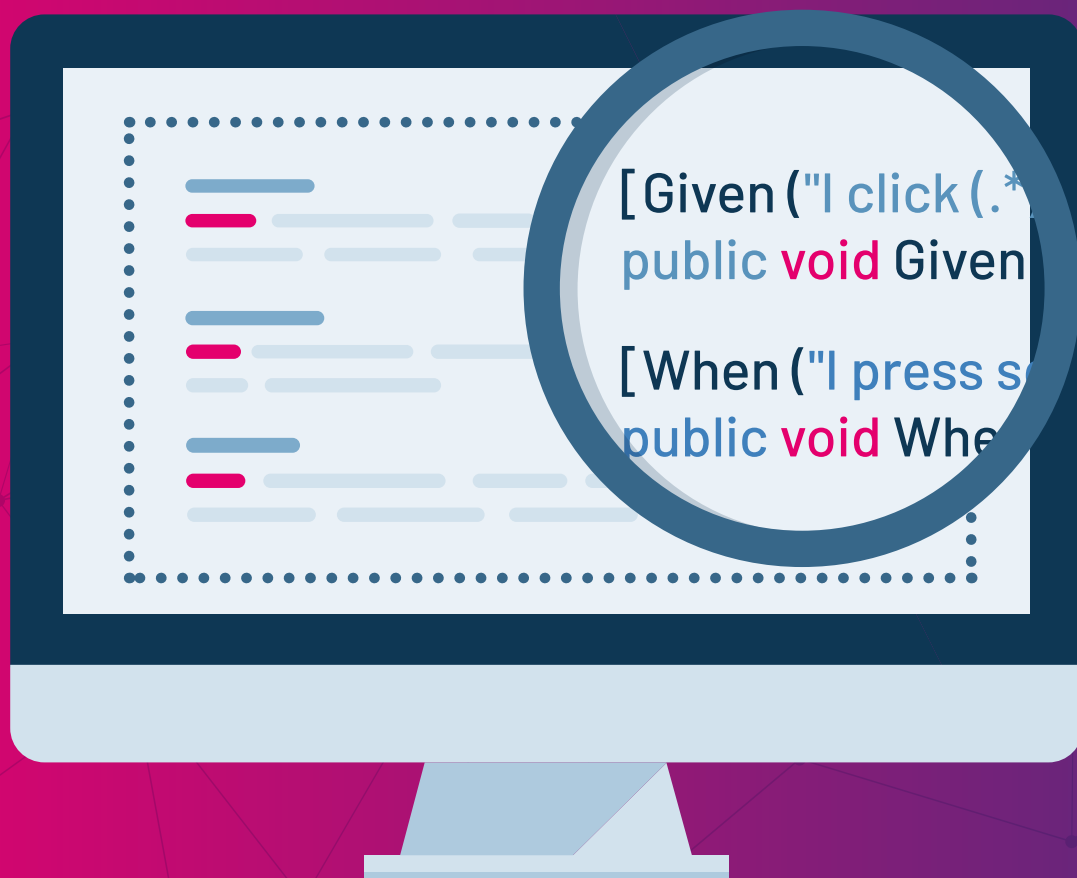 [Given ("I click (.*)
public void Given
[When ("I press
public void Whe